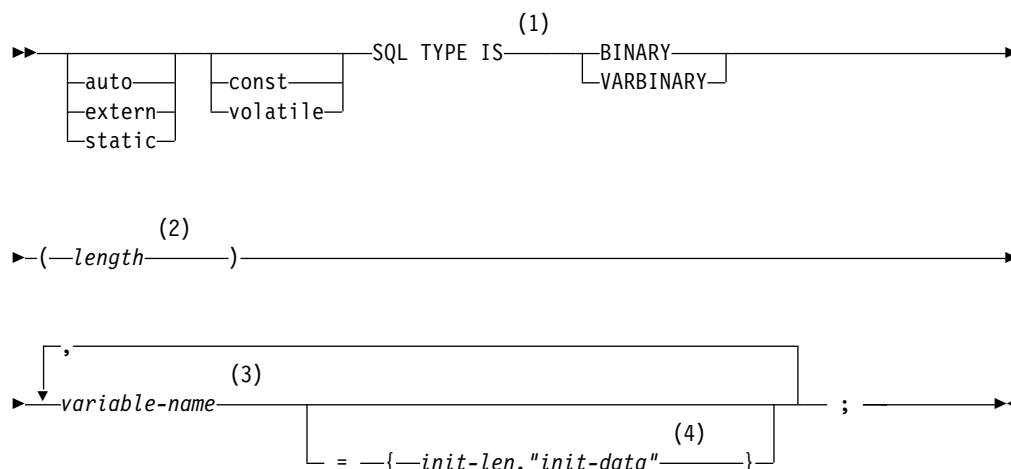 (1)
SQL TYPE IS BINARY
auto const VARBINARY
extern volatile
static
(2)
( length )
,
(3)
variable-name ;
(4)
= { init-len,"init-data" }